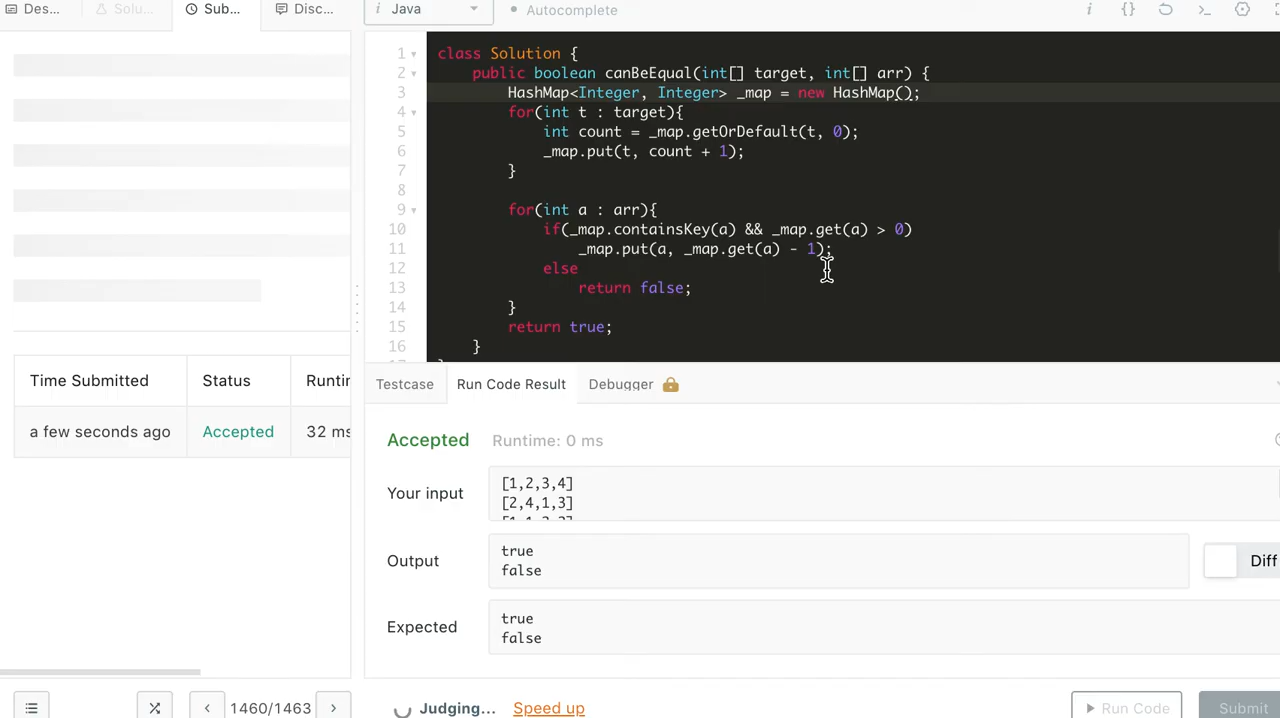 Des...
Solu...
Sub...
Disc...
i Java
Autocomplete
1 class Solution {
2 public boolean canBeEqual(int[] target, int[] arr) {
3 HashMap<Integer, Integer> _map = new HashMap();
4 for(int t : target){
5 int count = _map.getOrDefault(t, 0);
6 _map.put(t, count + 1);
7 }
8
9 for(int a : arr){
10 if(_map.containsKey(a) && _map.get(a) > 0)
11 _map.put(a, _map.get(a) - 1);
12 else
13 return false;
14 }
15 return true;
16 }
Time Submitted Status Runtim
a few seconds ago Accepted 32 ms
Testcase Run Code Result Debugger
Accepted Runtime: 0 ms
Your input
[1,2,3,4]
[2,4,1,3]
Output
true
false
Diff
Expected
true
false
1460/1463
Judging... Speed up
Run Code
Submit